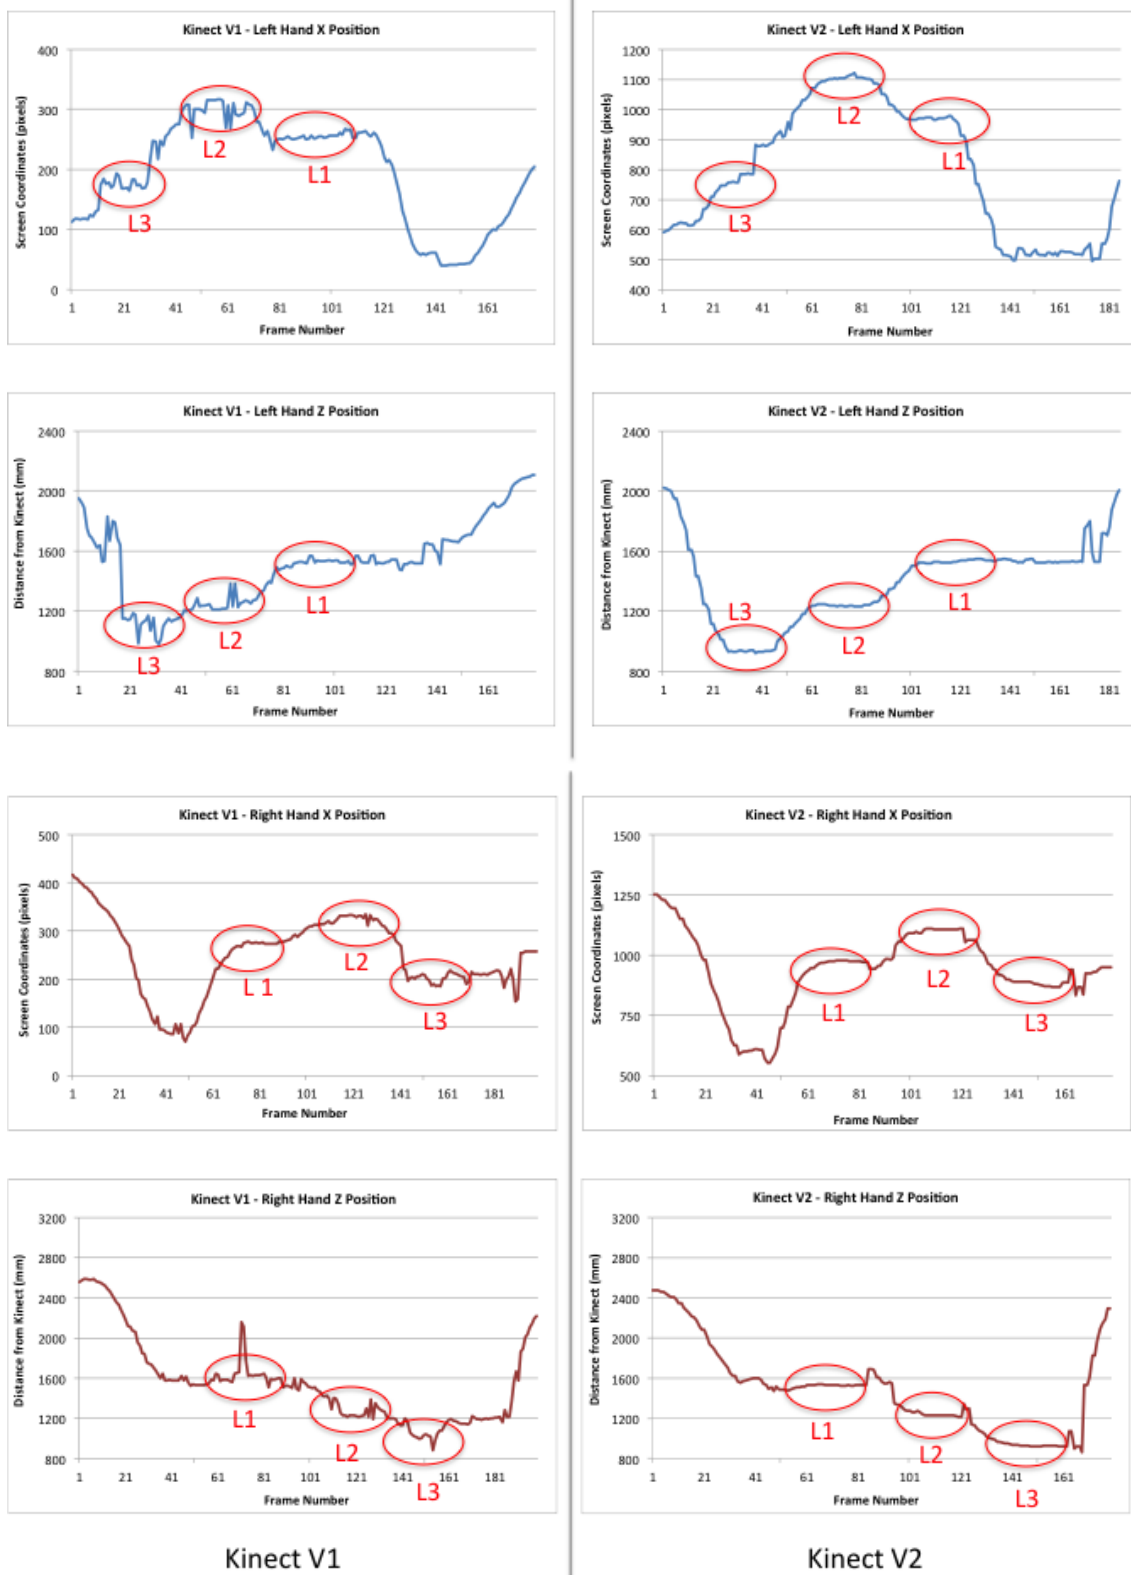 Kinect V1 - Left Hand X Position
400
300
200
100
0
Screen Coordinates (pixels)
L3
L2
L1
1 21 41 61 81 101 121 141 161
Frame Number
Kinect V2 - Left Hand X Position
1200
1100
1000
900
800
700
600
500
400
Screen Coordinates (pixels)
L3
L2
L1
1 21 41 61 81 101 121 141 161 181
Frame Number
Kinect V1 - Left Hand Z Position
2400
2000
1600
1200
800
Distance from Kinect (mm)
L3
L2
L1
1 21 41 61 81 101 121 141 161
Frame Number
Kinect V2 - Left Hand Z Position
2400
2000
1600
1200
800
Distance from Kinect (mm)
L3
L2
L1
1 21 41 61 81 101 121 141 161 181
Frame Number
Kinect V1 - Right Hand X Position
500
400
300
200
100
0
Screen Coordinates (pixels)
L 1
L2
L3
1 21 41 61 81 101 121 141 161 181
Frame Number
Kinect V2 - Right Hand X Position
1500
1250
1000
750
500
Screen Coordinates (pixels)
L1
L2
L3
1 21 41 61 81 101 121 141 161
Frame Number
Kinect V1 - Right Hand Z Position
3200
2800
2400
2000
1600
1200
800
Distance from Kinect (mm)
L1
L2
L3
1 21 41 61 81 101 121 141 161 181
Frame Number
Kinect V2 - Right Hand Z Position
3200
2800
2400
2000
1600
1200
800
Distance from Kinect (mm)
L1
L2
L3
1 21 41 61 81 101 121 141 161
Frame Number
Kinect V1
Kinect V2